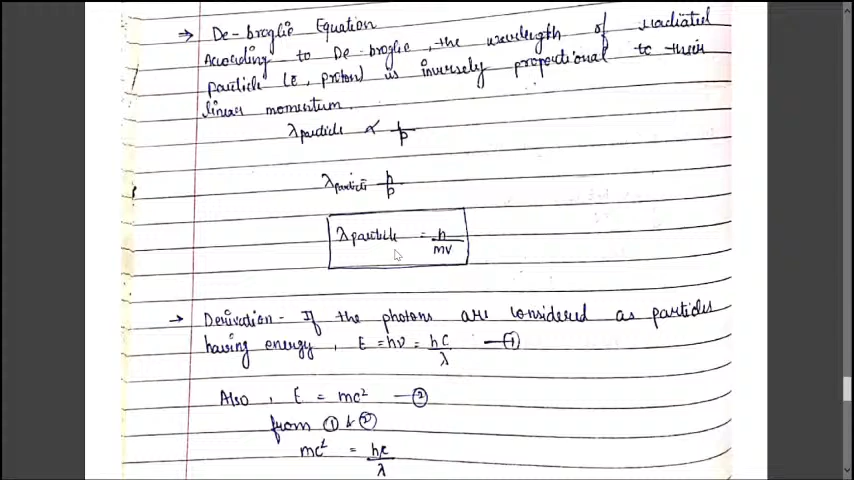 ⇒ De-broglie Equation
According to De-broglie, the wavelength of radiated
particle (e, proton) is inversely proportional to their
linear momentum.
λparticle ∝ 1/p
λparticle = h/p
λparticle = h/mv
→ Derivation - If the photons are considered as particles
having energy, E = hν = hC/λ —①
Also, E = mc² —②
from ① & ②
mc² = hc/λ